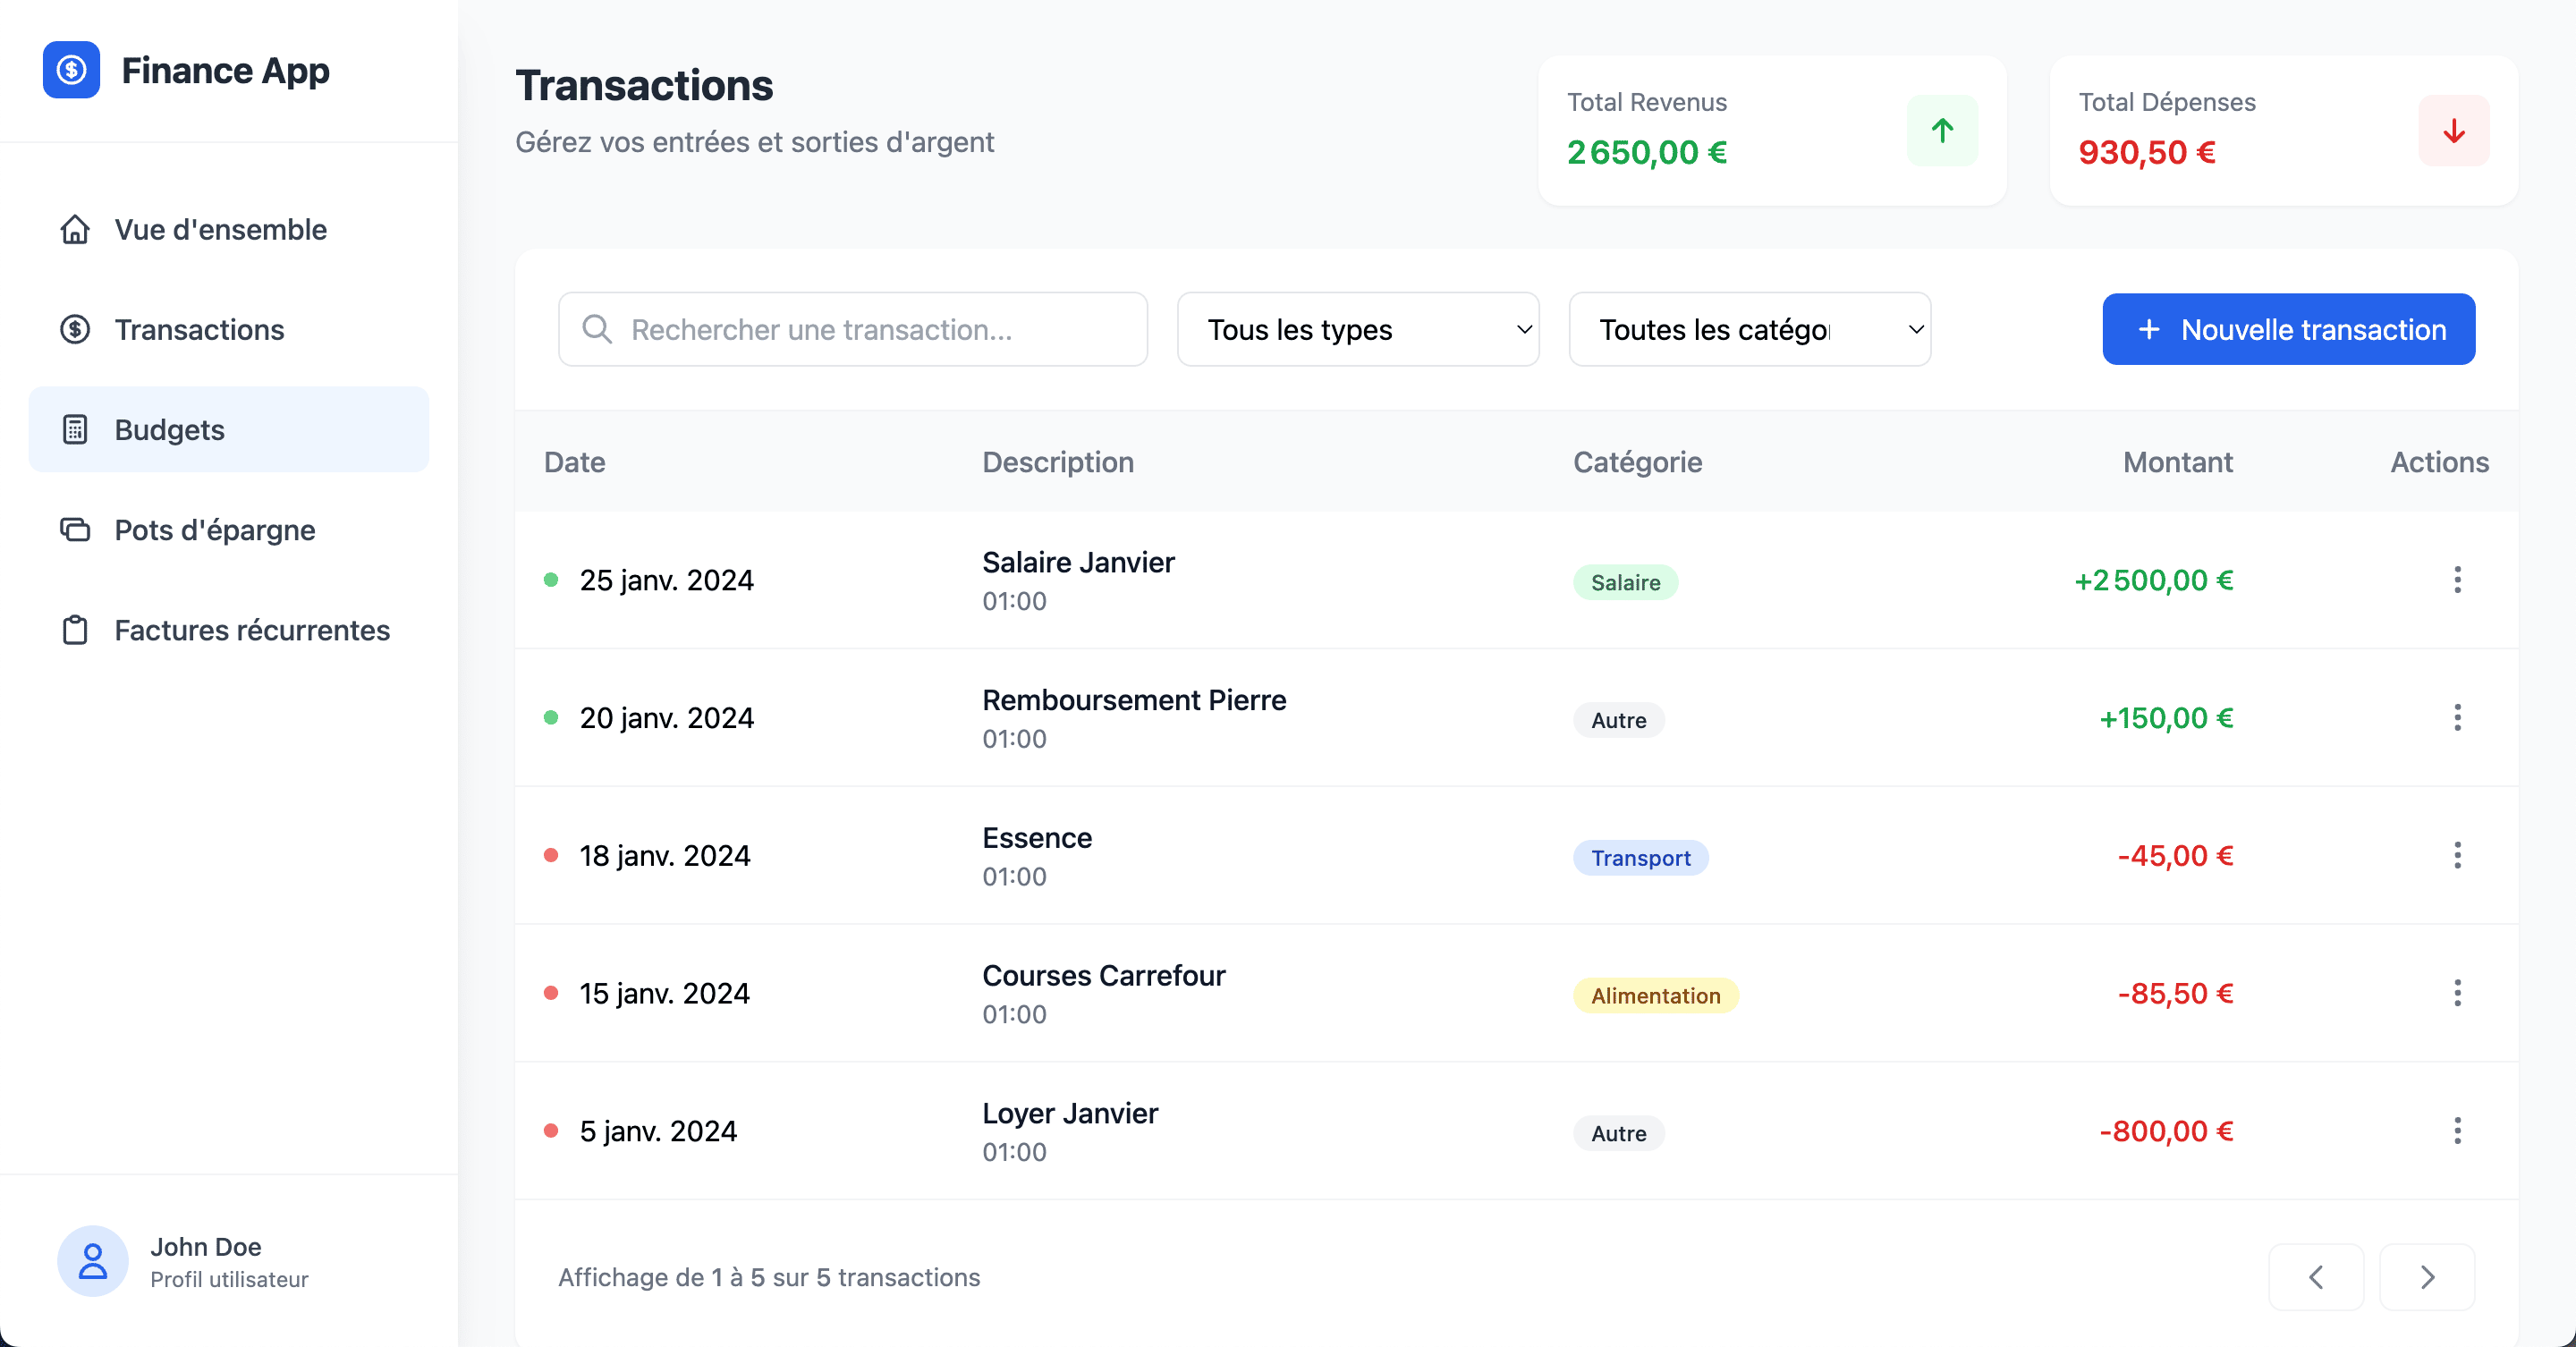 Finance App
Vue d'ensemble
Transactions
Budgets
Pots d'épargne
Factures récurrentes
John Doe
Profil utilisateur
Transactions
Gérez vos entrées et sorties d'argent
Total Revenus
2 650,00 €
Total Dépenses
930,50 €
Rechercher une transaction...
Tous les types
Toutes les catégor
+ Nouvelle transaction
Date Description Catégorie Montant Actions
25 janv. 2024 Salaire Janvier Salaire +2 500,00 €
01:00
20 janv. 2024 Remboursement Pierre Autre +150,00 €
01:00
18 janv. 2024 Essence Transport -45,00 €
01:00
15 janv. 2024 Courses Carrefour Alimentation -85,50 €
01:00
5 janv. 2024 Loyer Janvier Autre -800,00 €
01:00
Affichage de 1 à 5 sur 5 transactions